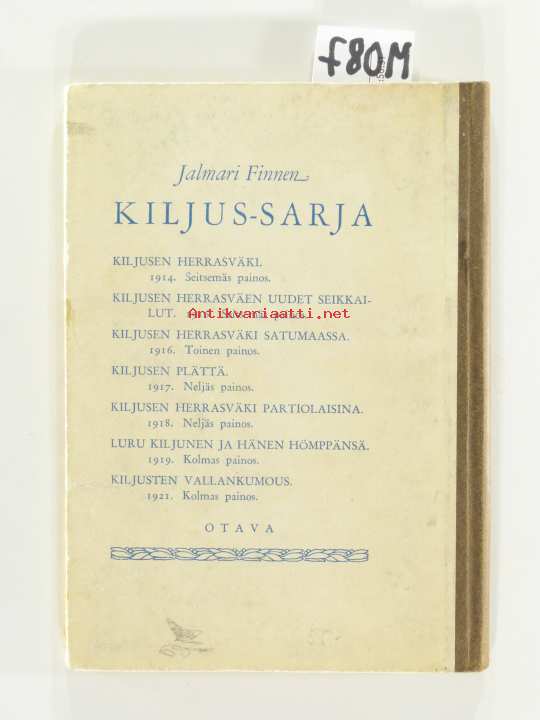 f80M
Jalmari Finnen
KILJUS-SARJA
KILJUSEN HERRASVÄKI.
1914. Seitsemäs painos.
KILJUSEN HERRASVÄEN UUDET SEIKKAI-
LUT. painos.
Antikvariaatti.net
KILJUSEN HERRASVÄKI SATUMAASSA.
1916. Toinen painos.
KILJUSEN PLÄTTÄ.
1917. Neljäs painos.
KILJUSEN HERRASVÄKI PARTIOLAISINA.
1918. Neljäs painos.
LURU KILJUNEN JA HÄNEN HÖMPPÄNSÄ.
1919. Kolmas painos.
KILJUSTEN VALLANKUMOUS.
1921. Kolmas painos.
OTAVA